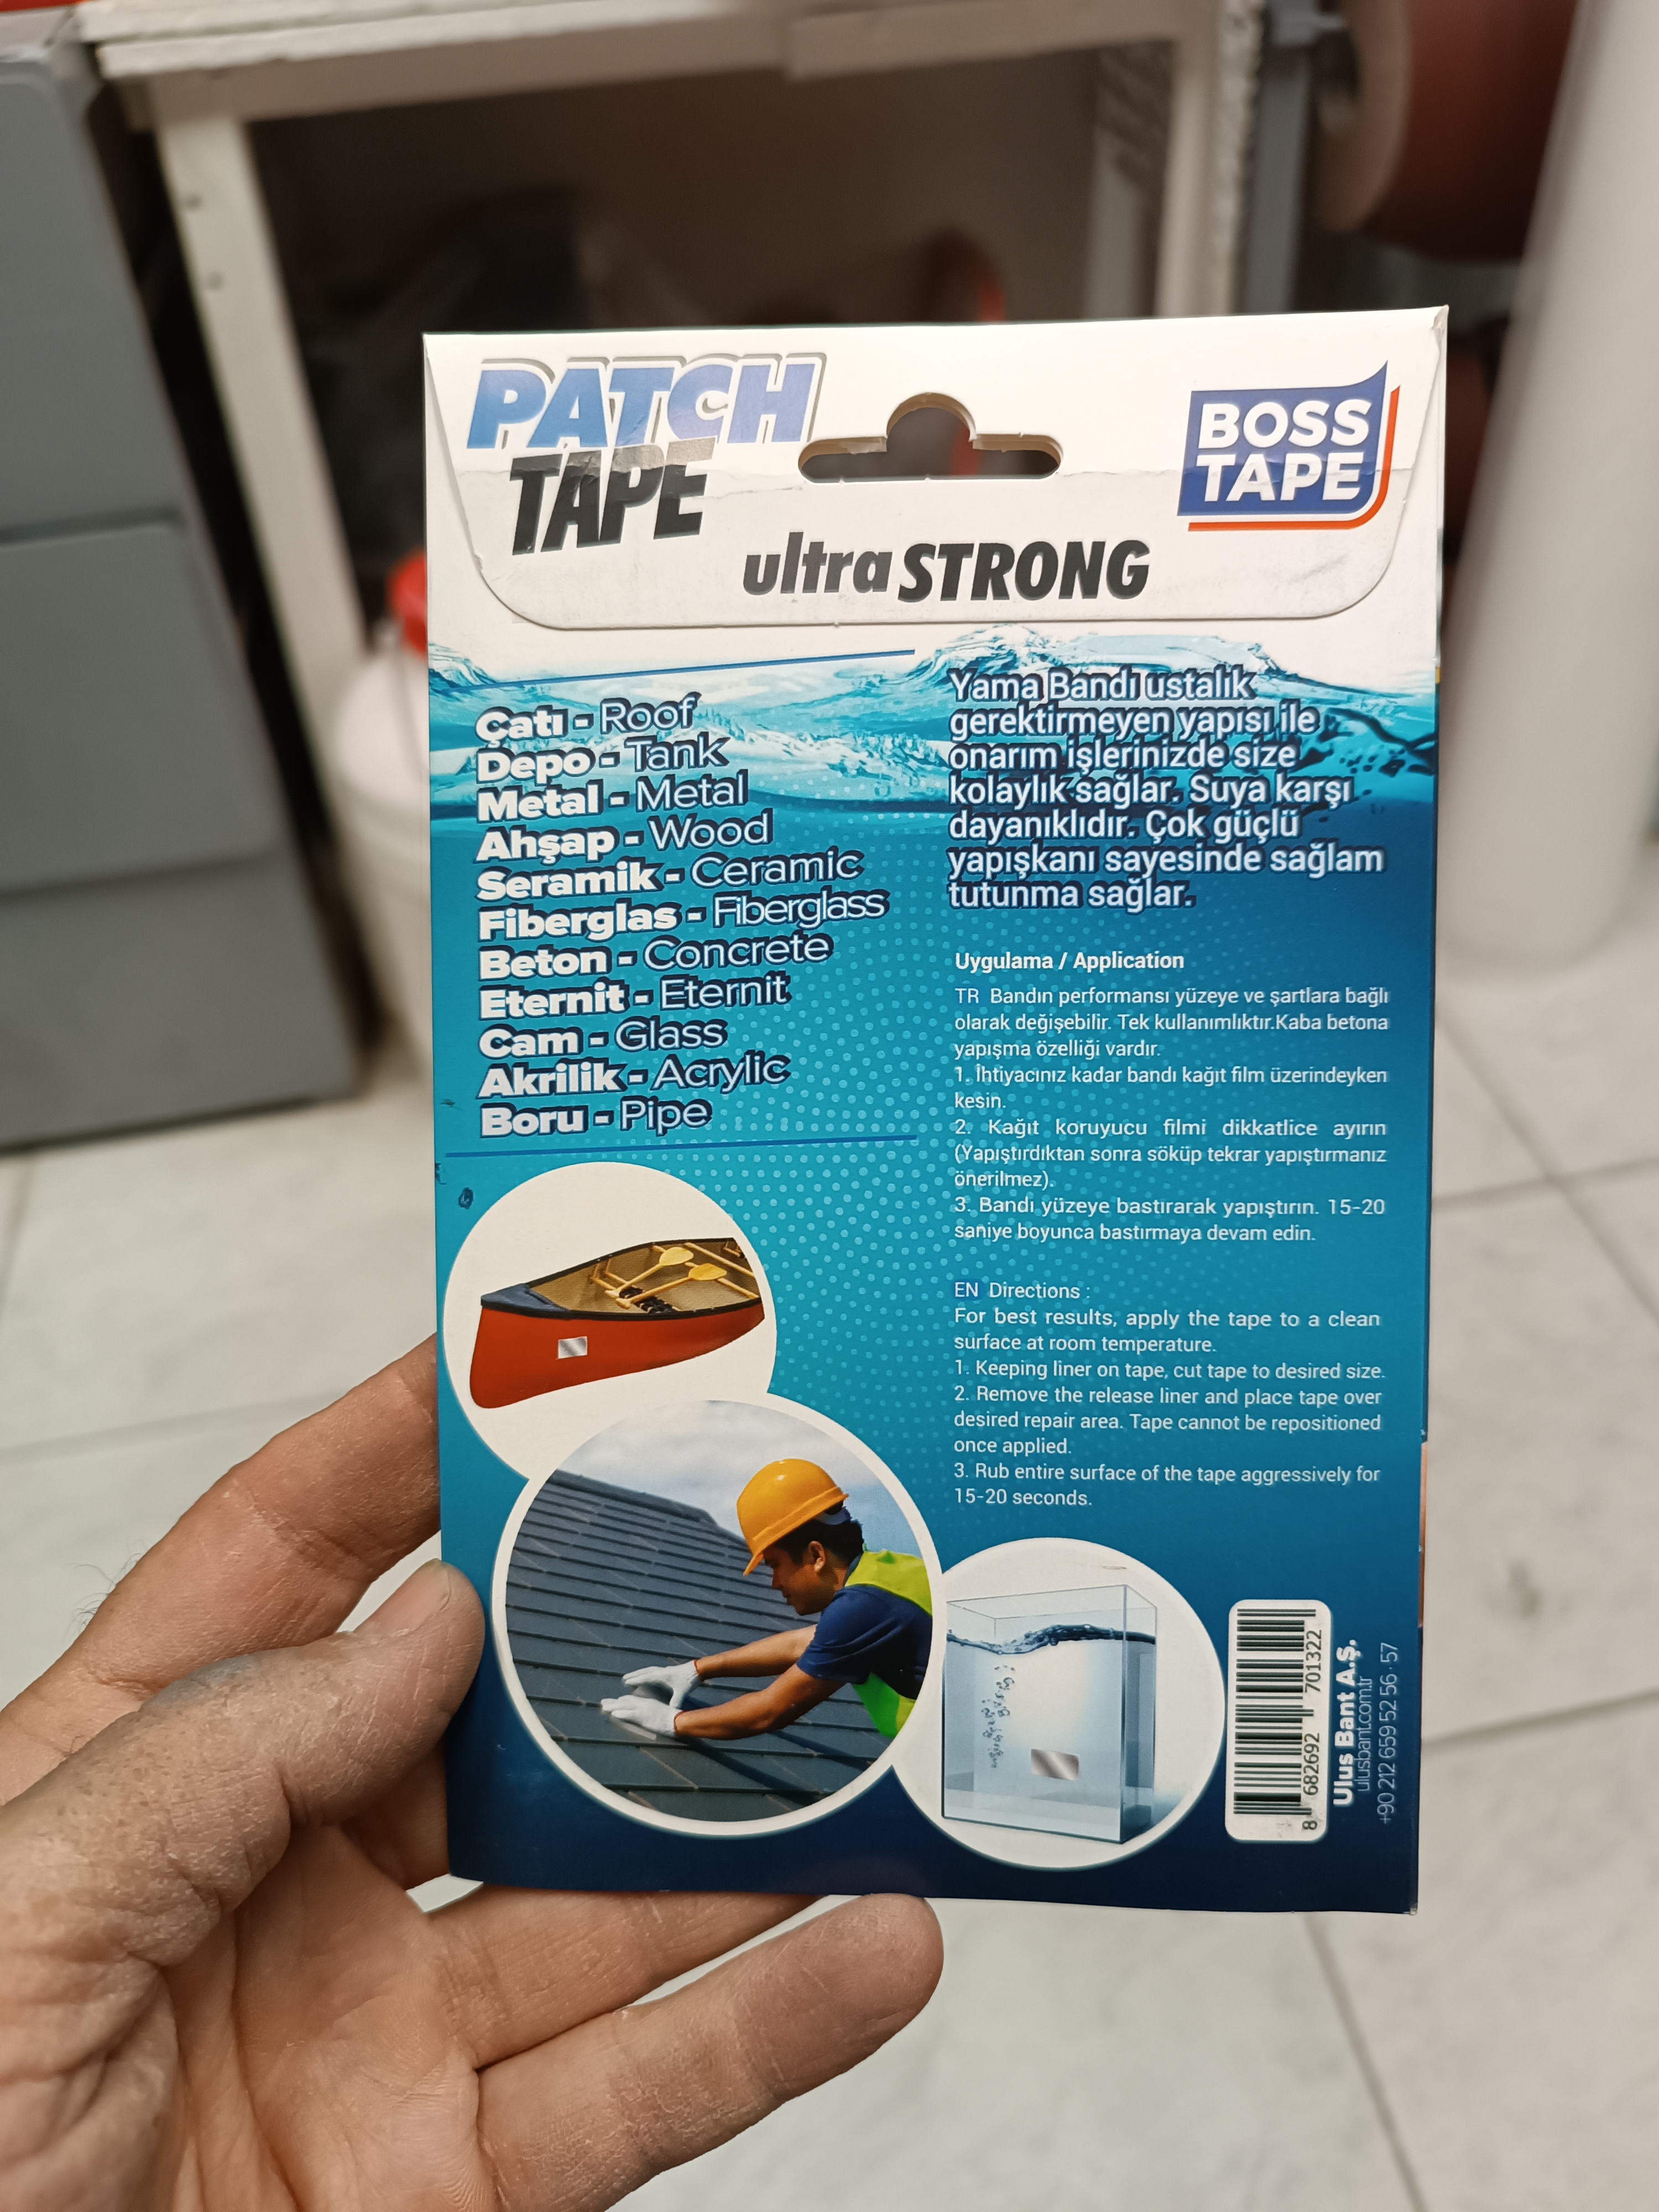 PATCH
TAPE
ultra STRONG
BOSS
TAPE
Çatı - Roof
Depo - Tank
Metal - Metal
Ahşap - Wood
Seramik - Ceramic
Fiberglas - Fiberglass
Beton - Concrete
Eternit - Eternit
Cam - Glass
Akrilik - Acrylic
Boru - Pipe
Yama Bandı ustalık
gerektirmeyen yapısı ile
onarım işlerinizde size
kolaylık sağlar. Suya karşı
dayanıklıdır. Çok güçlü
yapışkanı sayesinde sağlam
tutunma sağlar.
Uygulama / Application
TR Bandın performansı yüzeye ve şartlara bağlı
olarak değişebilir. Tek kullanımlıktır.Kaba betona
yapışma özelliği vardır.
1. İhtiyacınız kadar bandı kağıt film üzerindeyken
kesin.
2. Kağıt koruyucu filmi dikkatlice ayırın
(Yapıştırdıktan sonra söküp tekrar yapıştırmanız
önerilmez).
3. Bandı yüzeye bastırarak yapıştırın. 15-20
saniye boyunca bastırmaya devam edin.
EN Directions :
For best results, apply the tape to a clean
surface at room temperature.
1. Keeping liner on tape, cut tape to desired size.
2. Remove the release liner and place tape over
desired repair area. Tape cannot be repositioned
once applied.
3. Rub entire surface of the tape aggressively for
15-20 seconds.
8 682692 701322
Ulus Bant A.Ş.
ulusbant.com.tr
+90 212 659 52 56 - 57